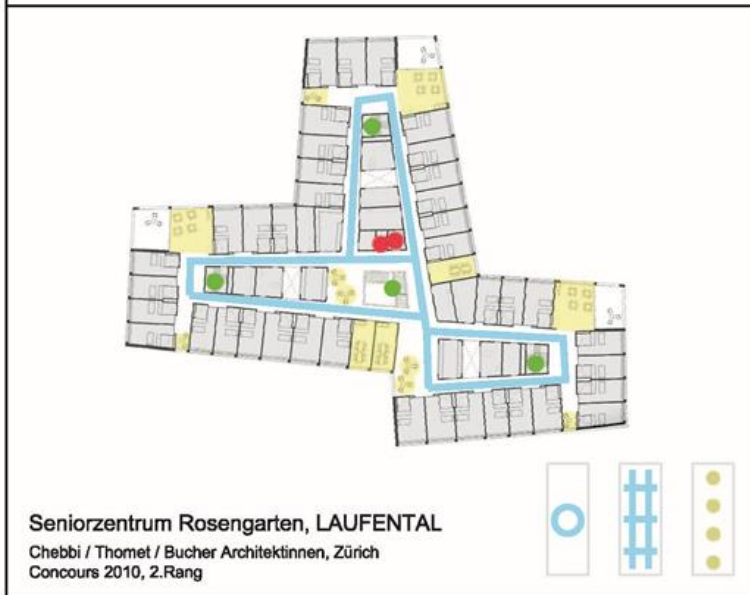 Seniorzentrum Rosengarten, LAUFENTAL
Chebbi / Thomet / Bucher Architektinnen, Zürich
Concours 2010, 2.Rang